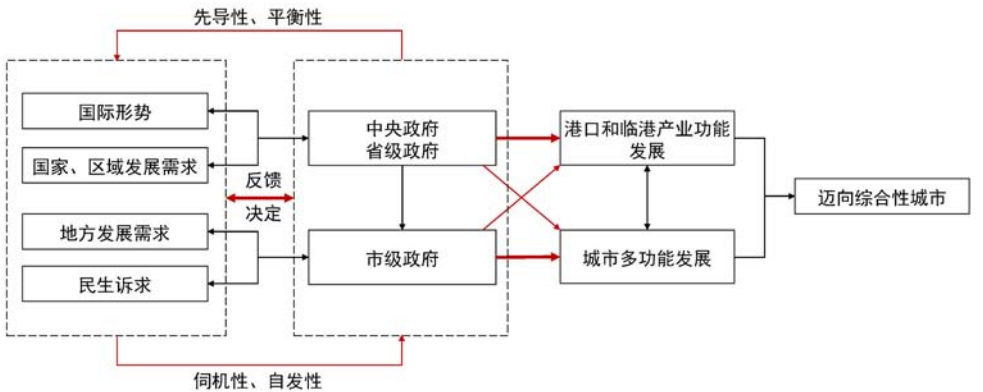 先导性、平衡性
国际形势
国家、区域发展需求
地方发展需求
民生诉求
反馈
决定
中央政府
省级政府
市级政府
港口和临港产业功能
发展
城市多功能发展
迈向综合性城市
伺机性、自发性